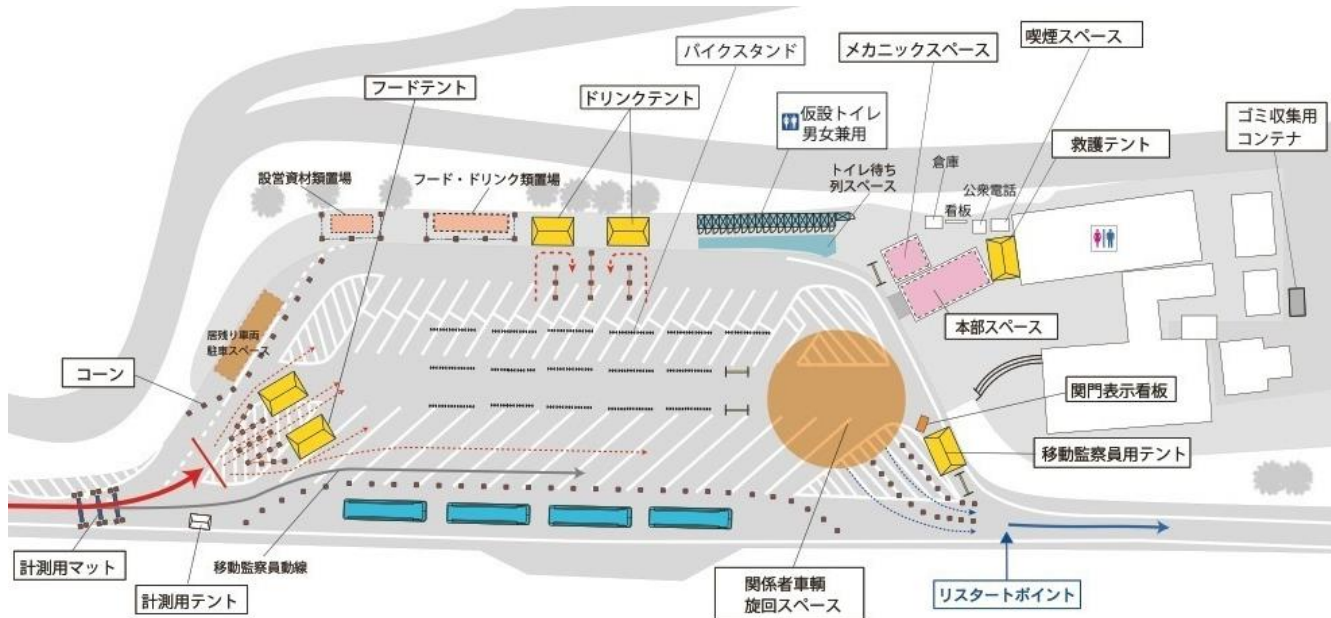 バイクスタンド
メカニックスペース
喫煙スペース
フードテント
ドリンクテント
仮設トイレ
男女兼用
ゴミ収集用
コンテナ
救護テント
設営資材類置場
フード・ドリンク類置場
トイレ待ち
列スペース
倉庫
公衆電話
看板
本部スペース
居残り車両
駐車スペース
コーン
関門表示看板
移動監察員用テント
計測用マット
計測用テント
移動監察員動線
関係者車輌
旋回スペース
リスタートポイント